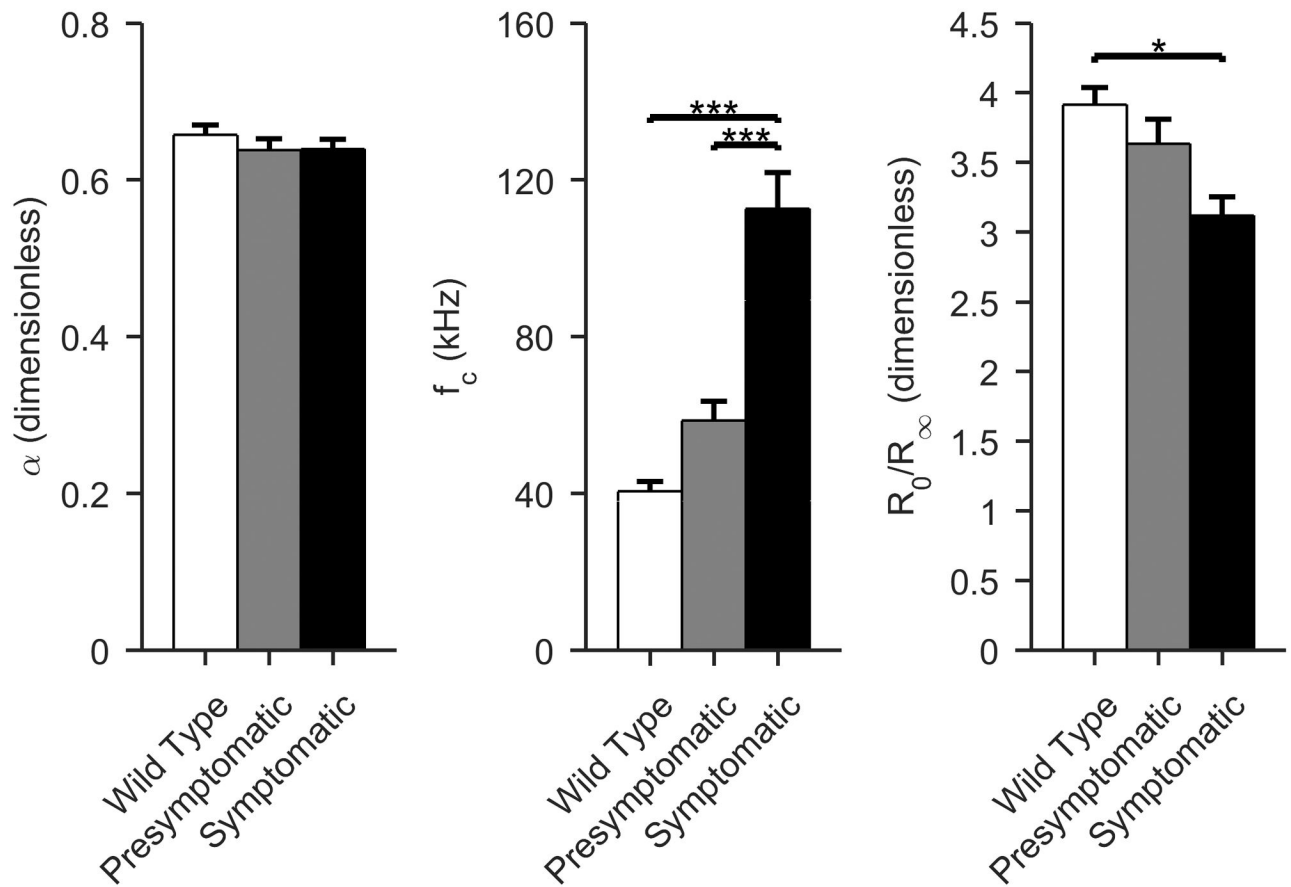 α (dimensionless)
0.8
0.6
0.4
0.2
0
Wild Type
Presymptomatic
Symptomatic
f_c (kHz)
160
120
80
40
0
***
***
Wild Type
Presymptomatic
Symptomatic
R_0/R_∞ (dimensionless)
4.5
4
3.5
3
2.5
2
1.5
1
0.5
0
*
Wild Type
Presymptomatic
Symptomatic